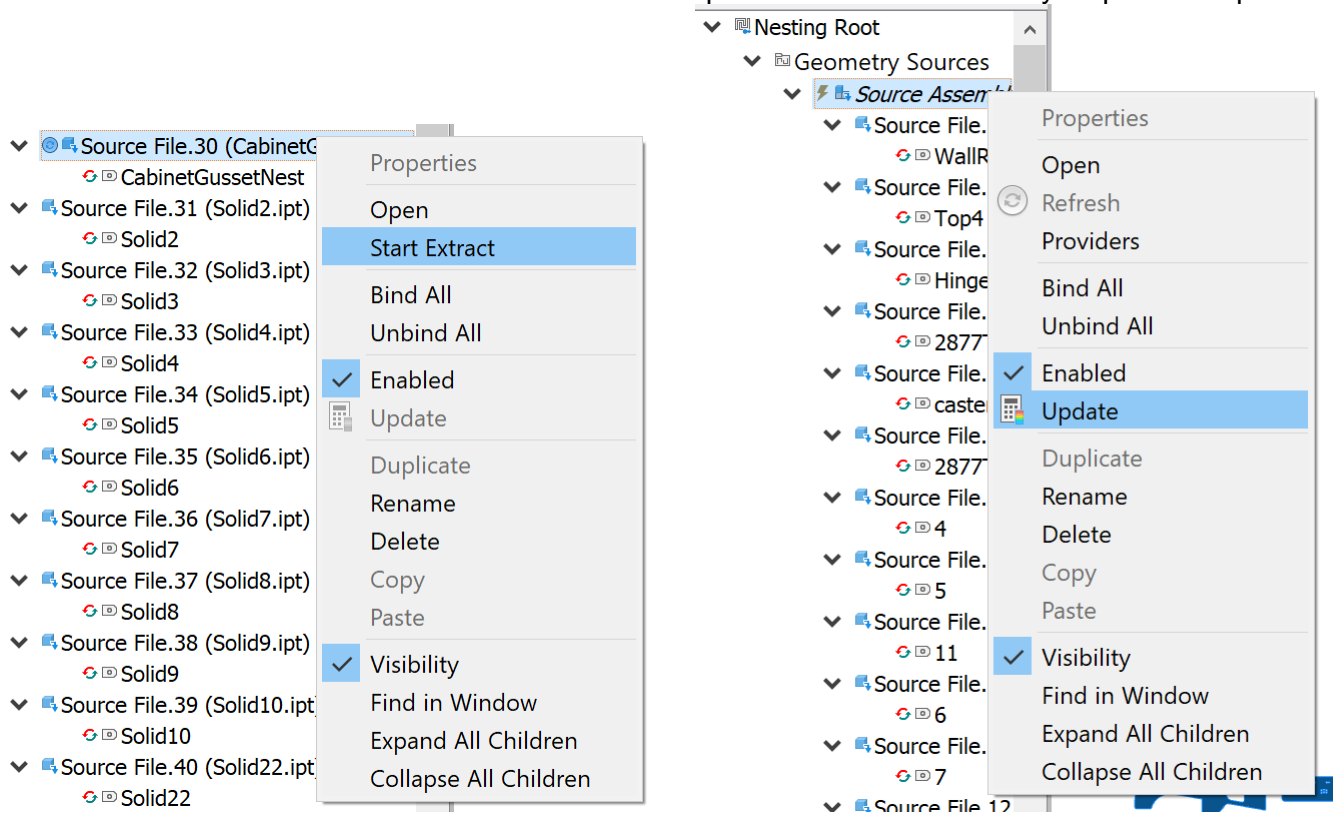 Source File.30 (CabinetG
CabinetGussetNest
Source File.31 (Solid2.ipt)
Solid2
Source File.32 (Solid3.ipt)
Solid3
Source File.33 (Solid4.ipt)
Solid4
Source File.34 (Solid5.ipt)
Solid5
Source File.35 (Solid6.ipt)
Solid6
Source File.36 (Solid7.ipt)
Solid7
Source File.37 (Solid8.ipt)
Solid8
Source File.38 (Solid9.ipt)
Solid9
Source File.39 (Solid10.ipt)
Solid10
Source File.40 (Solid22.ipt)
Solid22
Properties
Open
Start Extract
Bind All
Unbind All
Enabled
Update
Duplicate
Rename
Delete
Copy
Paste
Visibility
Find in Window
Expand All Children
Collapse All Children
Nesting Root
Geometry Sources
Source Assembl
Source File.
WallR
Source File.
Top4
Source File.
Hinge
Source File.
2877T
Source File.
caster
Source File.
2877T
Source File.
4
Source File.
5
Source File.
11
Source File.
6
Source File.
7
Source File.12
Properties
Open
Refresh
Providers
Bind All
Unbind All
Enabled
Update
Duplicate
Rename
Delete
Copy
Paste
Visibility
Find in Window
Expand All Children
Collapse All Children